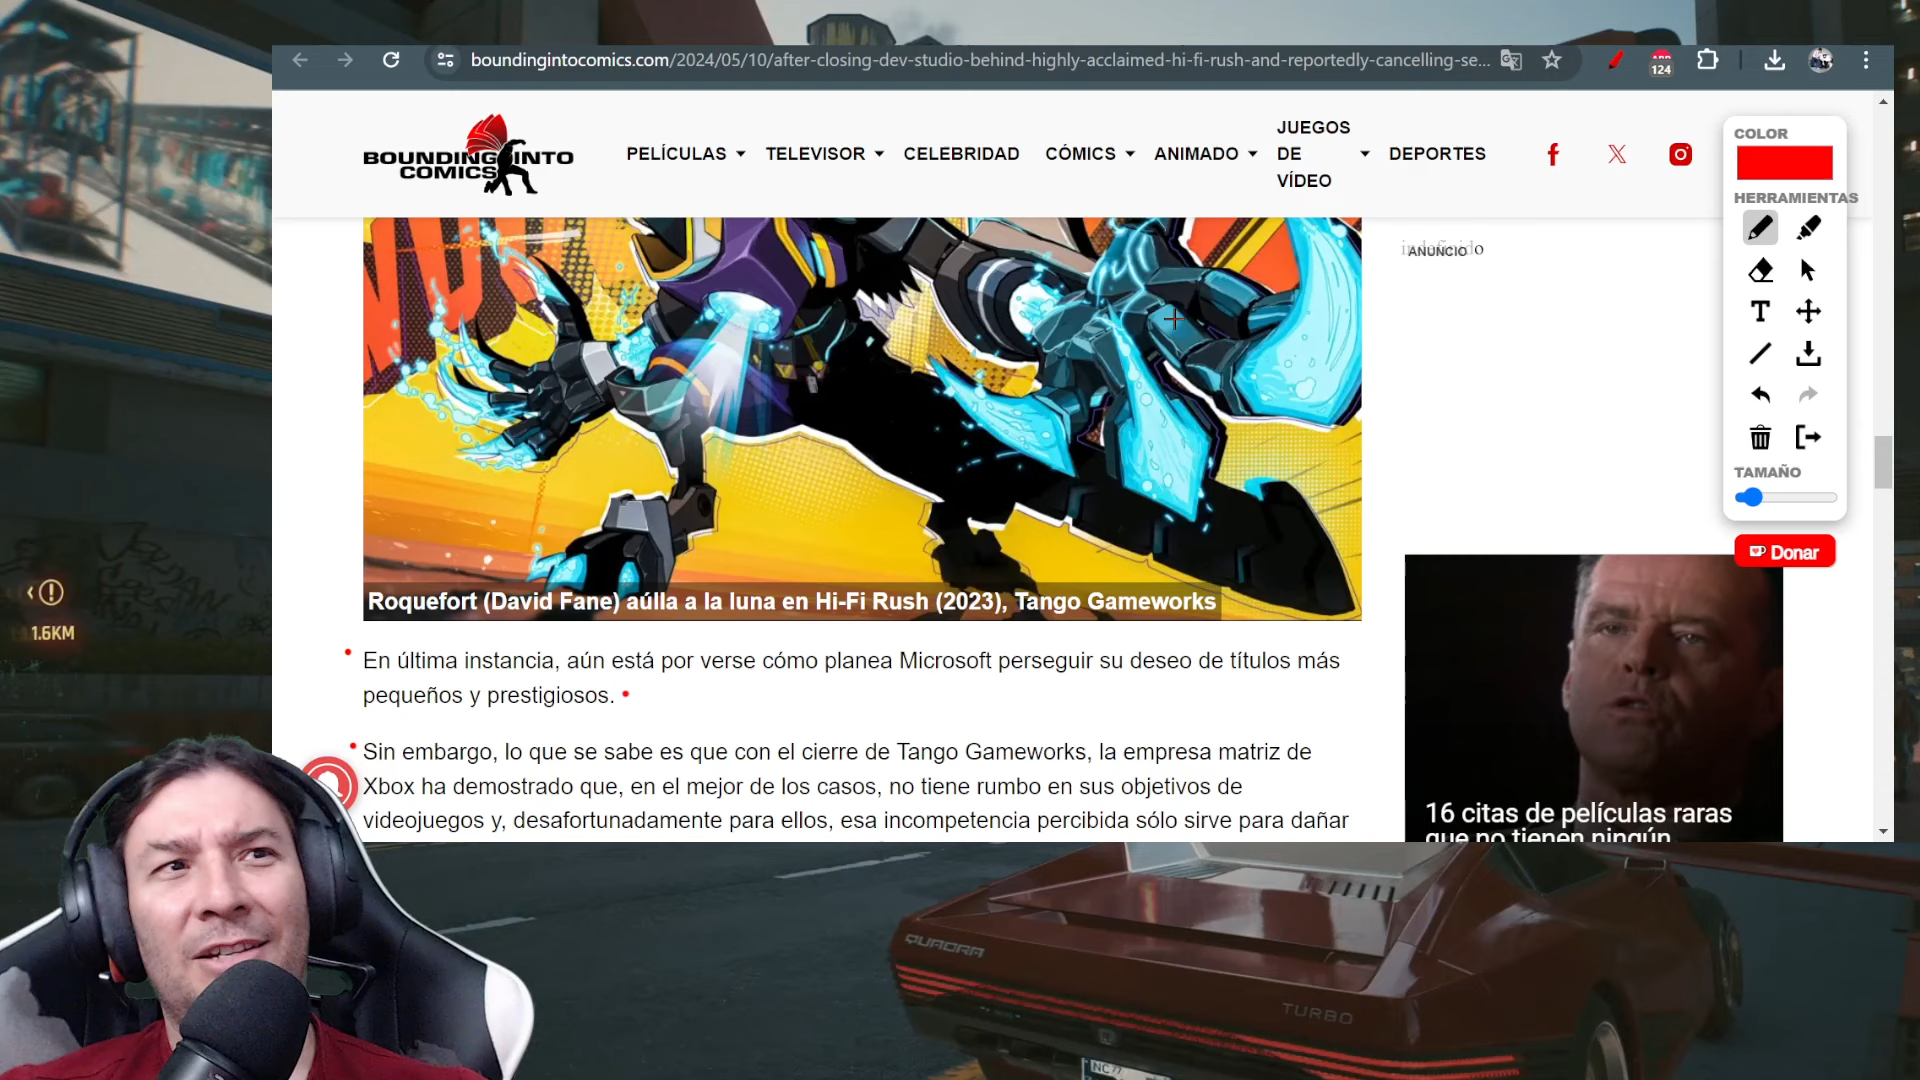 boundingintocomics.com/2024/05/10/after-closing-dev-studio-behind-highly-acclaimed-hi-fi-rush-and-reportedly-cancelling-se...
124
BOUNDING INTO
COMICS
PELÍCULAS
TELEVISOR
CELEBRIDAD
CÓMICS
ANIMADO
JUEGOS
DE
VÍDEO
DEPORTES
COLOR
HERRAMIENTAS
T
TAMAÑO
Donar
indefinido
ANUNCIO
Roquefort (David Fane) aúlla a la luna en Hi-Fi Rush (2023), Tango Gameworks
En última instancia, aún está por verse cómo planea Microsoft perseguir su deseo de títulos más
pequeños y prestigiosos.
Sin embargo, lo que se sabe es que con el cierre de Tango Gameworks, la empresa matriz de
Xbox ha demostrado que, en el mejor de los casos, no tiene rumbo en sus objetivos de
videojuegos y, desafortunadamente para ellos, esa incompetencia percibida sólo sirve para dañar
16 citas de películas raras
que no tienen ningún
1.6KM
QUADRA
TURBO
NC77